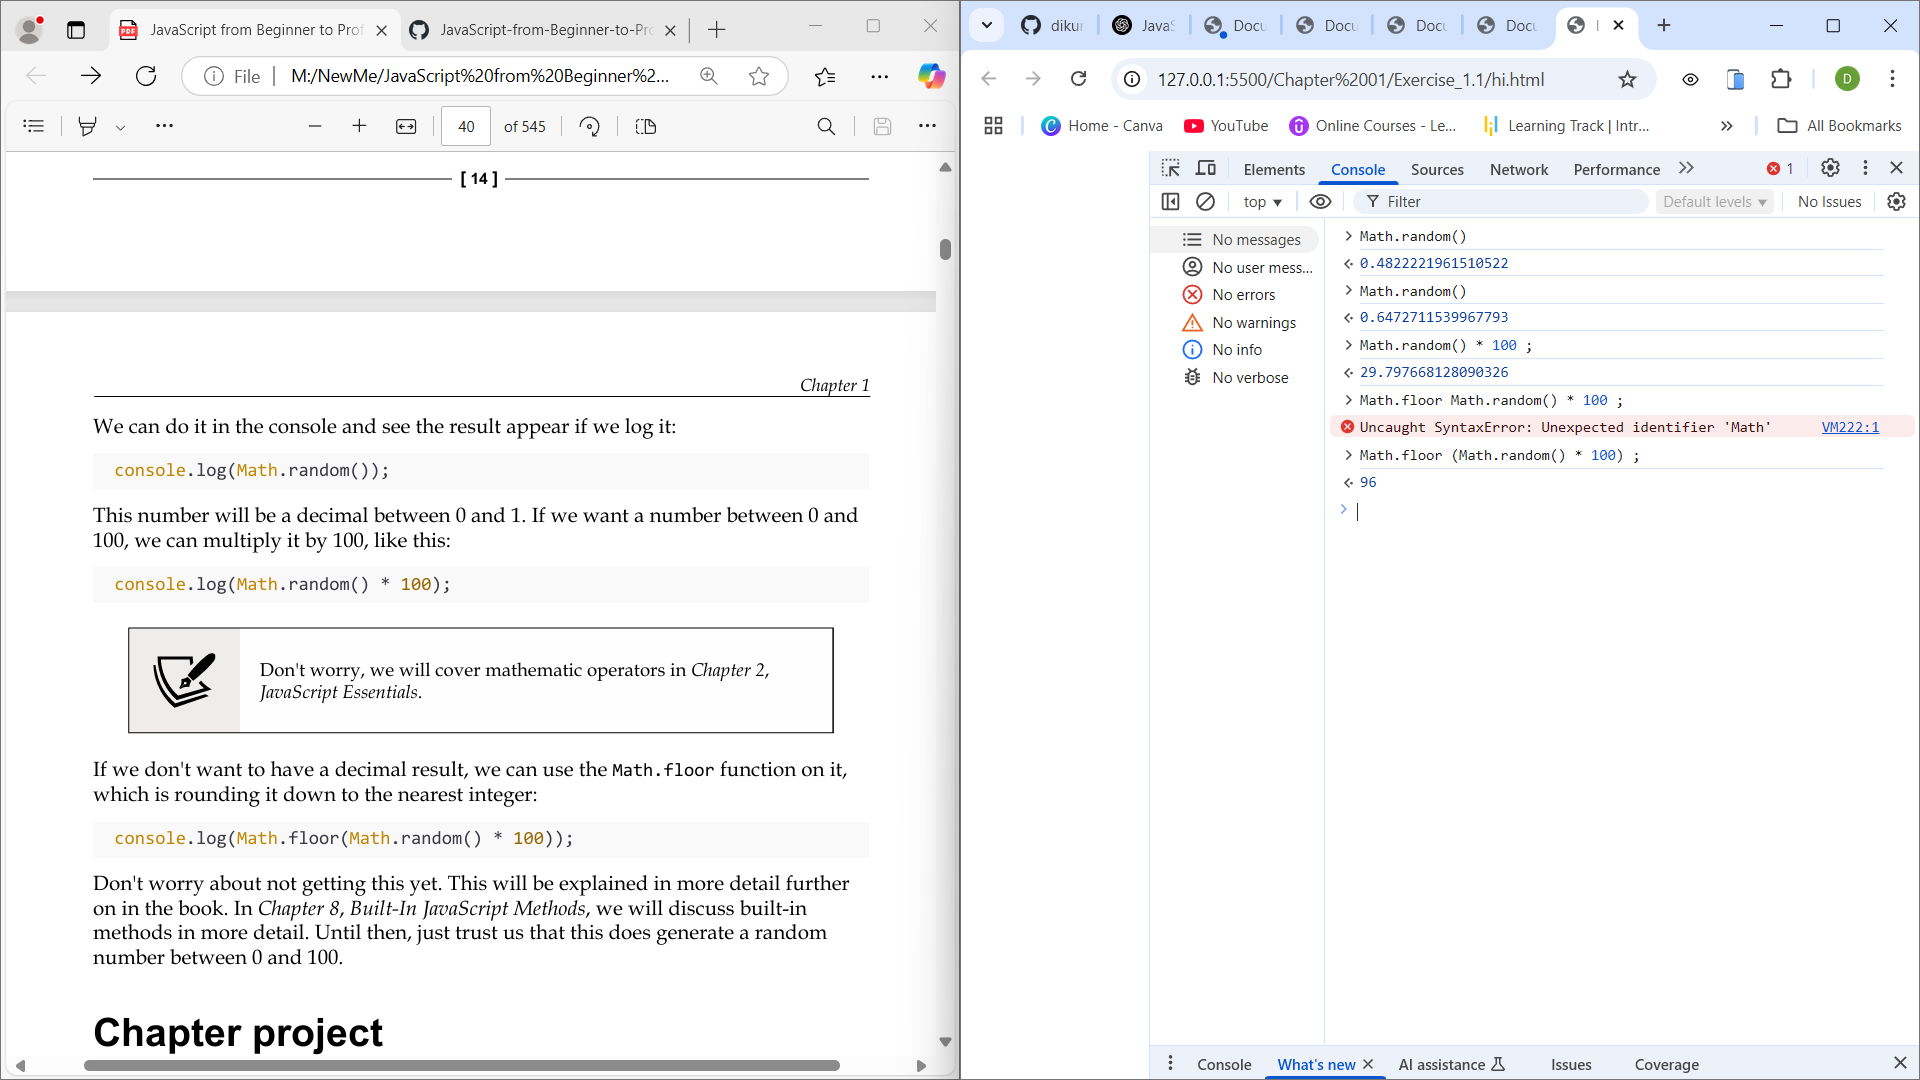 JavaScript from Beginner to Prof
JavaScript-from-Beginner-to-Pro
File
M:/NewMe/JavaScript%20from%20Beginner%2...
40 of 545
[ 14 ]
Chapter 1
We can do it in the console and see the result appear if we log it:
console.log(Math.random());
This number will be a decimal between 0 and 1. If we want a number between 0 and
100, we can multiply it by 100, like this:
console.log(Math.random() * 100);
Don't worry, we will cover mathematic operators in Chapter 2,
JavaScript Essentials.
If we don't want to have a decimal result, we can use the Math.floor function on it,
which is rounding it down to the nearest integer:
console.log(Math.floor(Math.random() * 100));
Don't worry about not getting this yet. This will be explained in more detail further
on in the book. In Chapter 8, Built-In JavaScript Methods, we will discuss built-in
methods in more detail. Until then, just trust us that this does generate a random
number between 0 and 100.
Chapter project
dikur
JavaS
Docu
Docu
Docu
Docu
127.0.0.1:5500/Chapter%2001/Exercise_1.1/hi.html
D
Home - Canva
YouTube
Online Courses - Le...
Learning Track | Intr...
All Bookmarks
Elements Console Sources Network Performance
1
top
Filter
Default levels
No Issues
No messages
No user mess...
No errors
No warnings
No info
No verbose
Math.random()
0.4822221961510522
Math.random()
0.6472711539967793
Math.random() * 100 ;
29.797668128090326
Math.floor Math.random() * 100 ;
Uncaught SyntaxError: Unexpected identifier 'Math' VM222:1
Math.floor (Math.random() * 100) ;
96
Console What's new AI assistance Issues Coverage